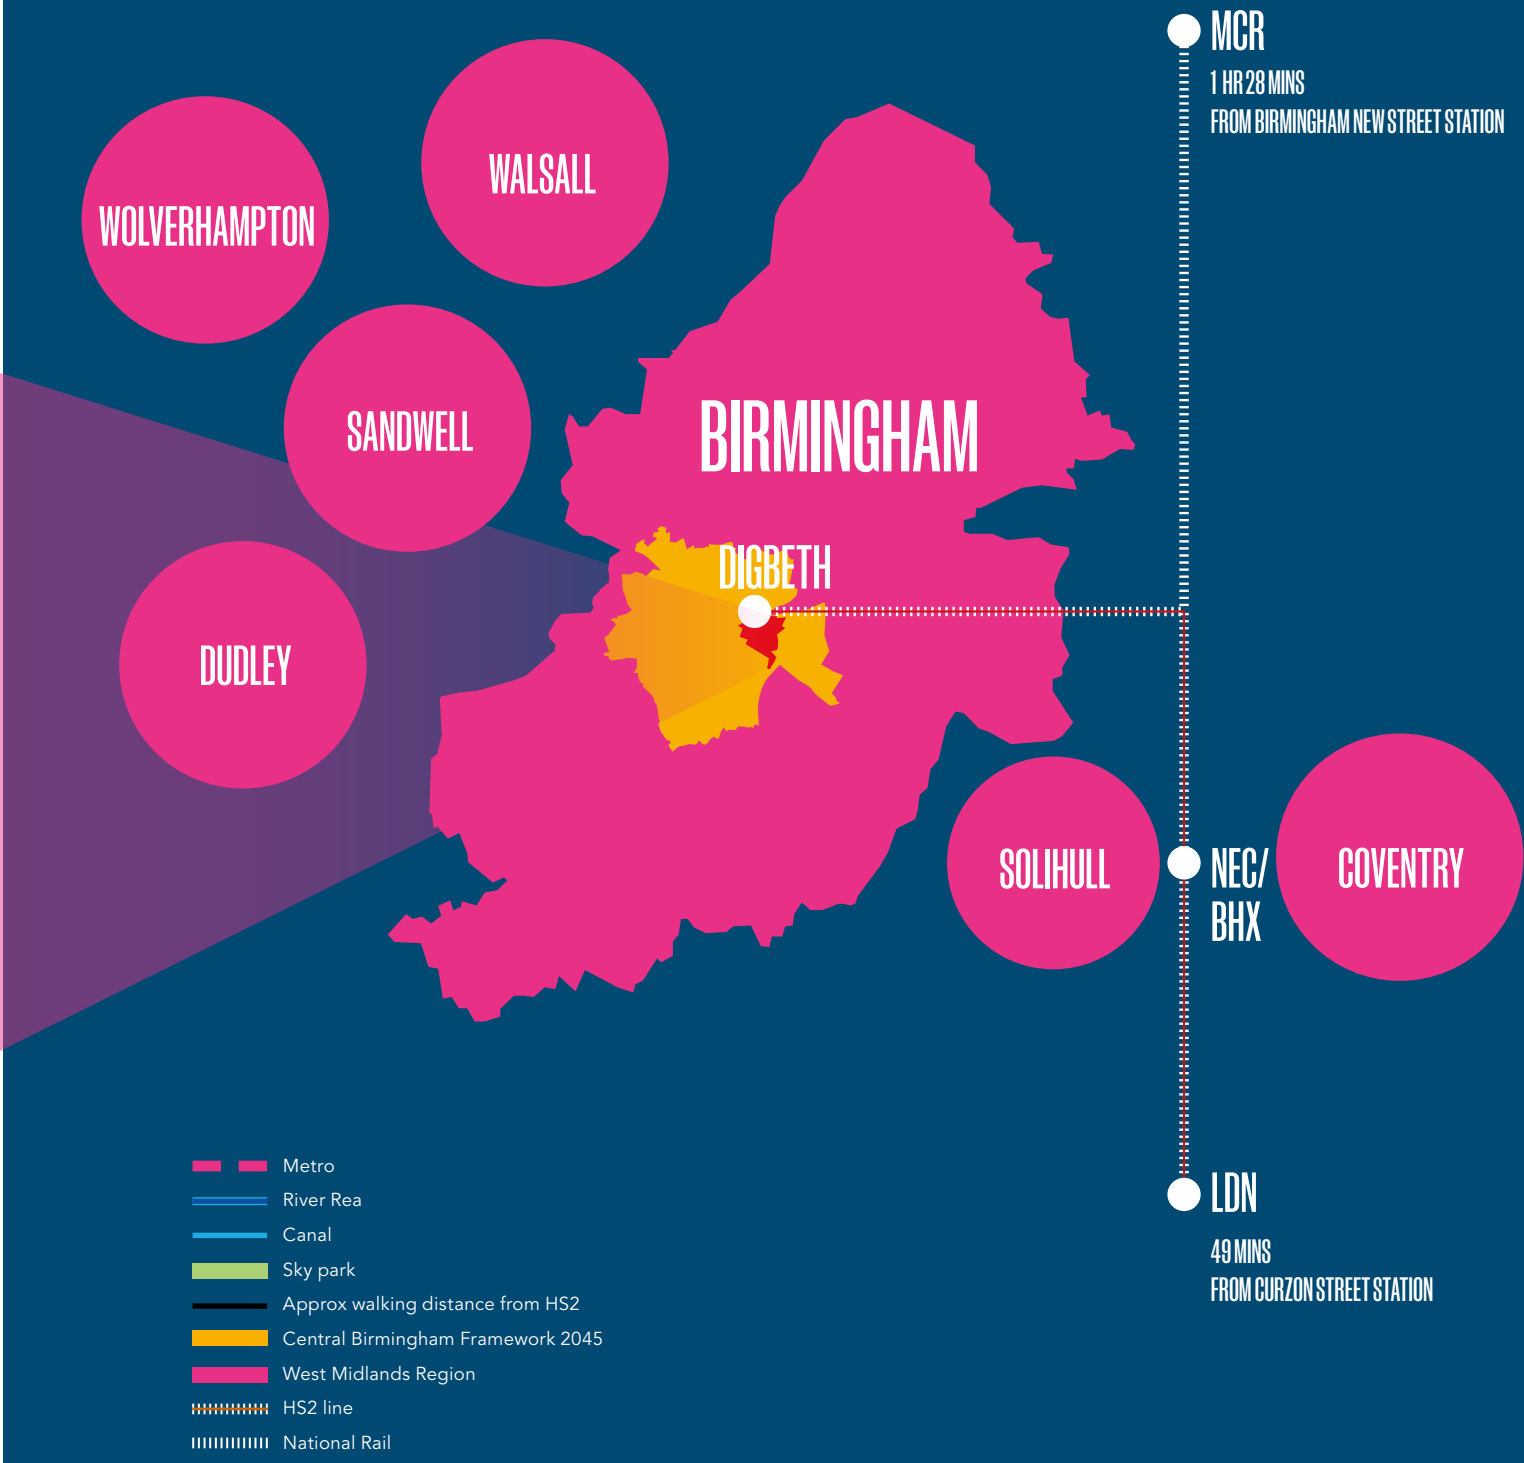 MCR
1 HR 28 MINS
FROM BIRMINGHAM NEW STREET STATION
WALSALL
WOLVERHAMPTON
SANDWELL
BIRMINGHAM
DIGBETH
DUDLEY
SOLIHULL
NEC/
BHX
COVENTRY
LDN
49 MINS
FROM CURZON STREET STATION
Metro
River Rea
Canal
Sky park
Approx walking distance from HS2
Central Birmingham Framework 2045
West Midlands Region
HS2 line
National Rail